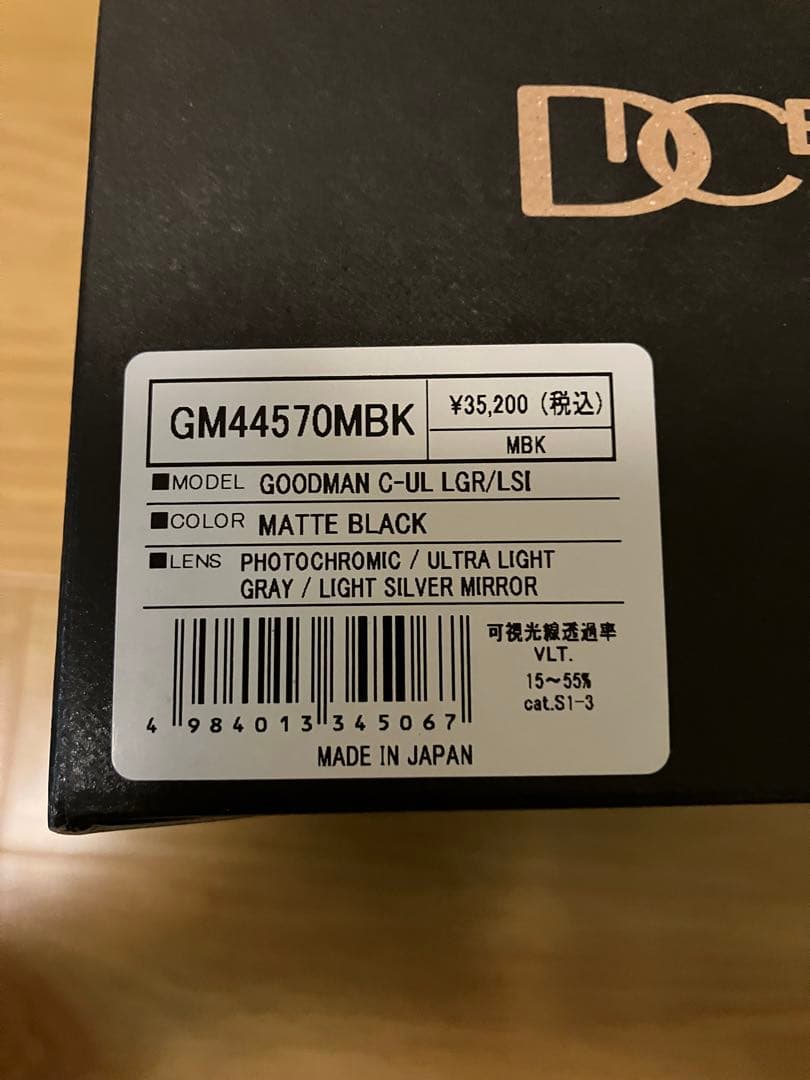 DICE
GM44570MBK
¥35,200 (税込)
MBK
■MODEL GOODMAN C-UL LGR/LSI
■COLOR MATTE BLACK
■LENS PHOTOCHROMIC / ULTRA LIGHT
GRAY / LIGHT SILVER MIRROR
可視光線透過率
VLT.
15～55%
cat.S1-3
4 984013 345067
MADE IN JAPAN